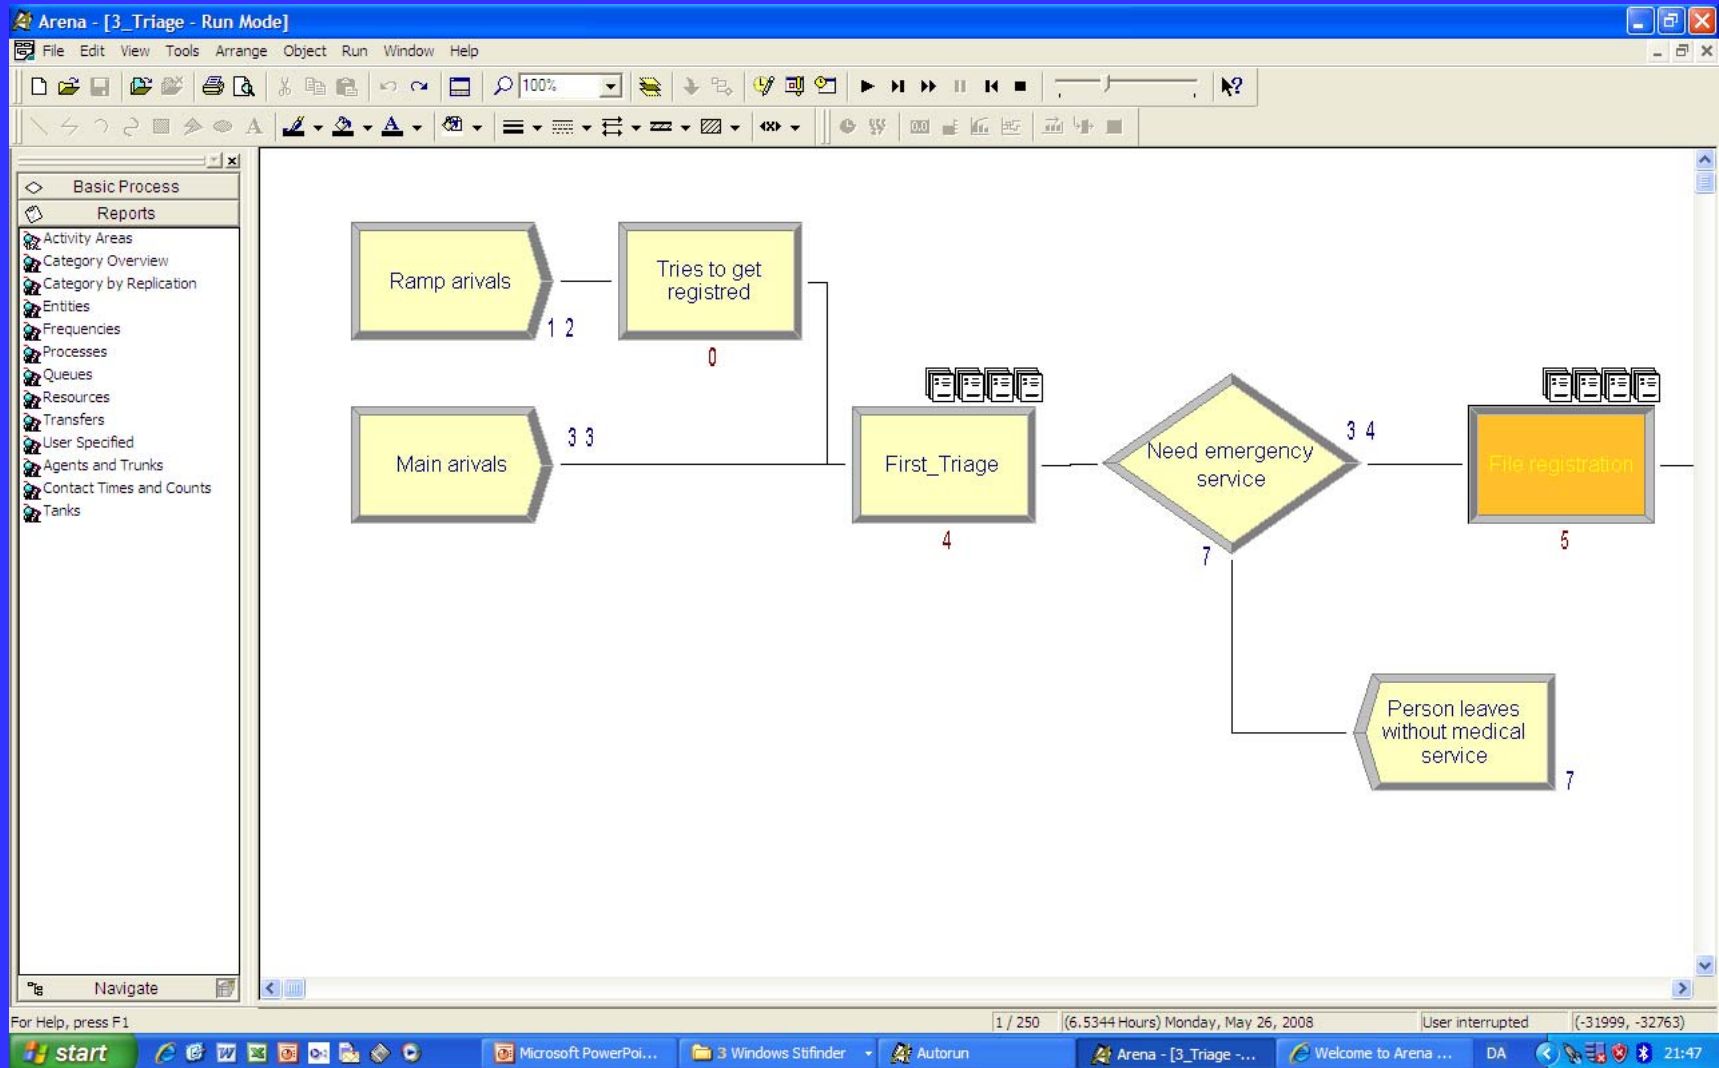 Arena - [3_Triage - Run Mode]
File Edit View Tools Arrange Object Run Window Help
100%
Basic Process
Reports
Activity Areas
Category Overview
Category by Replication
Entities
Frequencies
Processes
Queues
Resources
Transfers
User Specified
Agents and Trunks
Contact Times and Counts
Tanks
Navigate
Ramp arivals
1 2
Tries to get
registred
0
Main arivals
3 3
First_Triage
4
Need emergency
service
3 4
7
File registration
5
Person leaves
without medical
service
7
For Help, press F1
1 / 250
(6.5344 Hours) Monday, May 26, 2008
User interrupted
(-31999, -32763)
start
Microsoft PowerPoi...
3 Windows Stifinder
Autorun
Arena - [3_Triage -...
Welcome to Arena ...
DA
21:47